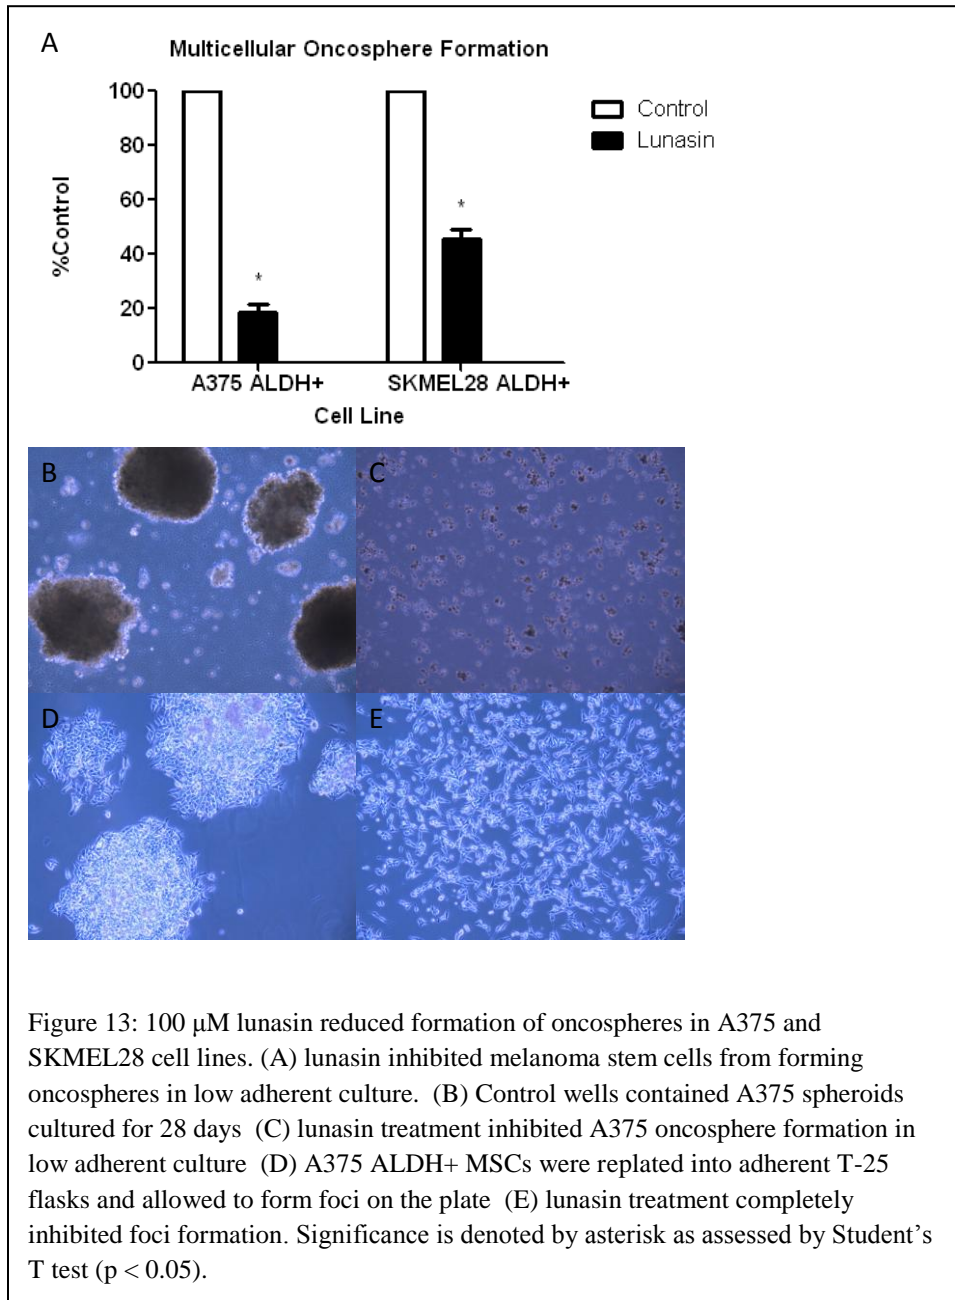 A
Multicellular Oncosphere Formation
100
80
60
40
20
0
%Control
* *
A375 ALDH+ SKMEL28 ALDH+
Cell Line
Control
Lunasin
B C
D E
Figure 13: 100 μM lunasin reduced formation of oncospheres in A375 and
SKMEL28 cell lines. (A) lunasin inhibited melanoma stem cells from forming
oncospheres in low adherent culture. (B) Control wells contained A375 spheroids
cultured for 28 days (C) lunasin treatment inhibited A375 oncosphere formation in
low adherent culture (D) A375 ALDH+ MSCs were replated into adherent T-25
flasks and allowed to form foci on the plate (E) lunasin treatment completely
inhibited foci formation. Significance is denoted by asterisk as assessed by Student’s
T test (p < 0.05).